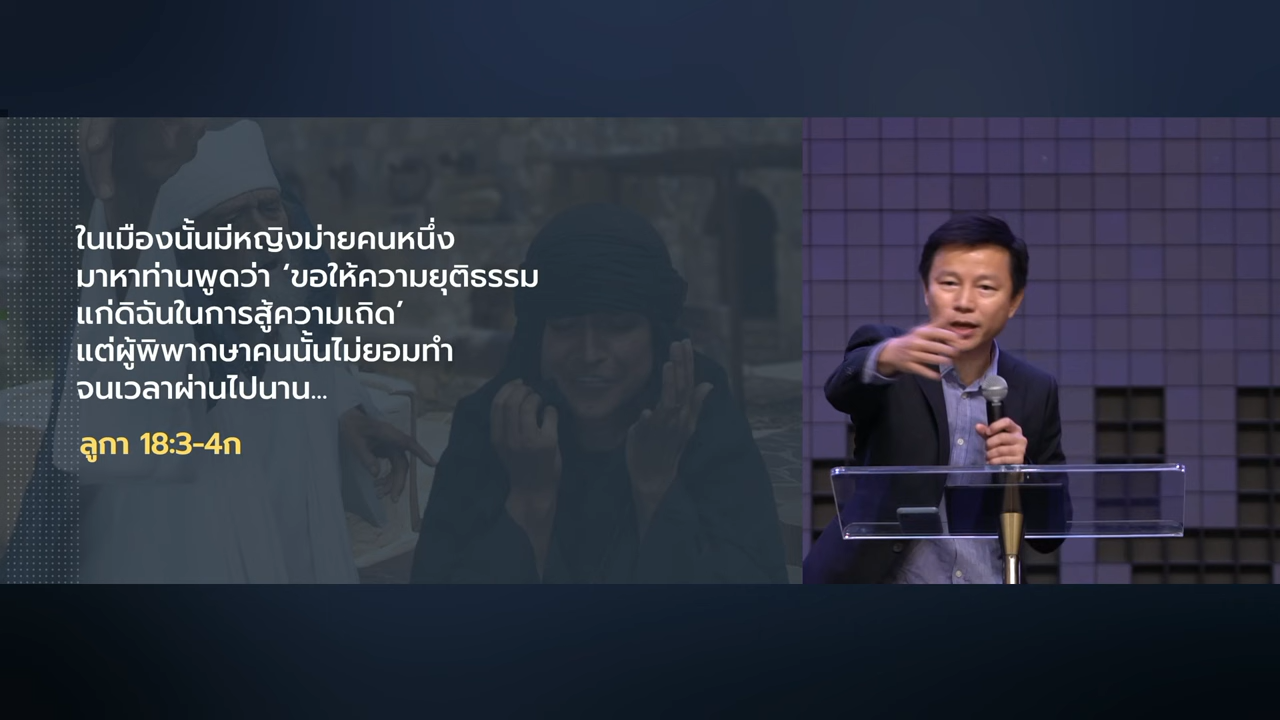 ในเมืองนั้นมีหญิงม่ายคนหนึ่ง
มาหาท่านพูดว่า ‘ขอให้ความยุติธรรม
แก่ดิฉันในการสู้ความเถิด’
แต่ผู้พิพากษาคนนั้นไม่ยอมทำ
จนเวลาผ่านไปนาน...
ลูกา 18:3-4ก